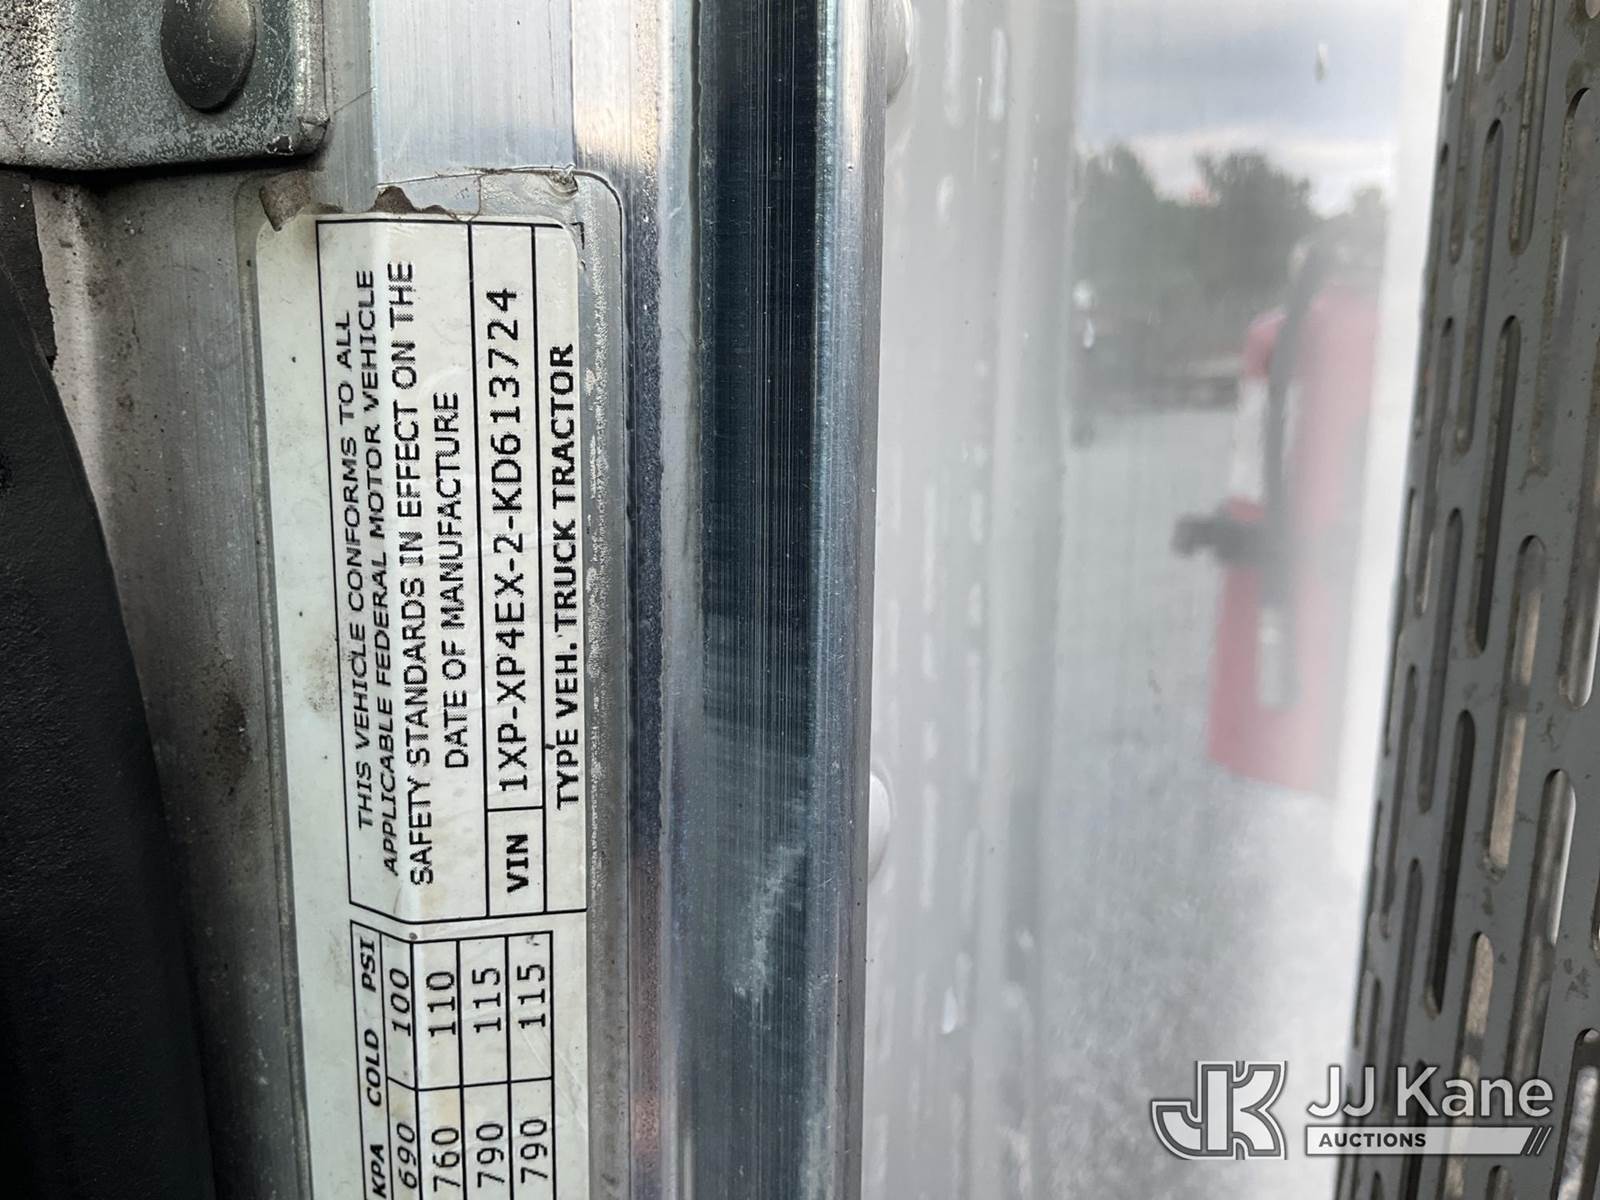 THIS VEHICLE CONFORMS TO ALL
APPLICABLE FEDERAL MOTOR VEHICLE
SAFETY STANDARDS IN EFFECT ON THE
DATE OF MANUFACTURE
VIN 1XP-XP4EX-2-KD613724
TYPE VEH. TRUCK TRACTOR
KPA COLD PSI
690 100
760 110
790 115
790 115
JK JJ Kane
AUCTIONS